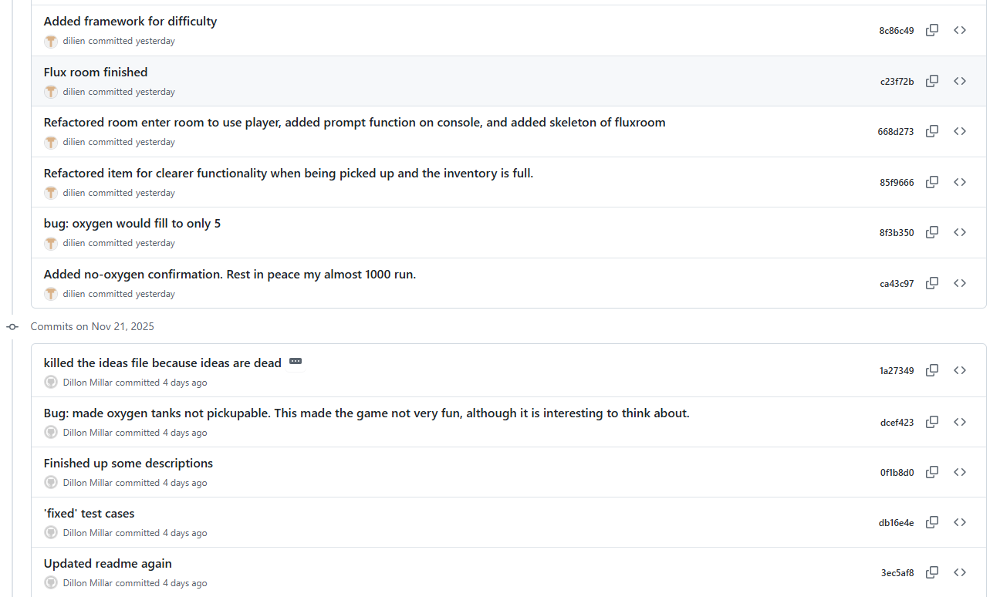 Added framework for difficulty
dilien committed yesterday
8c86c49
Flux room finished
dilien committed yesterday
c23f72b
Refactored room enter room to use player, added prompt function on console, and added skeleton of fluxroom
dilien committed yesterday
668d273
Refactored item for clearer functionality when being picked up and the inventory is full.
dilien committed yesterday
85f9666
bug: oxygen would fill to only 5
dilien committed yesterday
8f3b350
Added no-oxygen confirmation. Rest in peace my almost 1000 run.
dilien committed yesterday
ca43c97
Commits on Nov 21, 2025
killed the ideas file because ideas are dead
Dillon Millar committed 4 days ago
1a27349
Bug: made oxygen tanks not pickupable. This made the game not very fun, although it is interesting to think about.
Dillon Millar committed 4 days ago
dcef423
Finished up some descriptions
Dillon Millar committed 4 days ago
0f1b8d0
'fixed' test cases
Dillon Millar committed 4 days ago
db16e4e
Updated readme again
Dillon Millar committed 4 days ago
3ec5af8